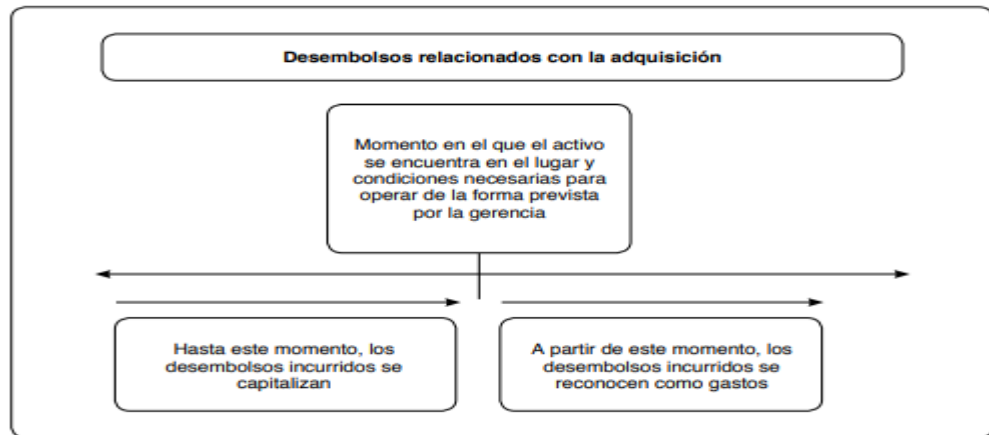 Desembolsos relacionados con la adquisición
Momento en el que el activo
se encuentra en el lugar y
condiciones necesarias para
operar de la forma prevista
por la gerencia
Hasta este momento, los
desembolsos incurridos se
capitalizan
A partir de este momento, los
desembolsos incurridos se
reconocen como gastos